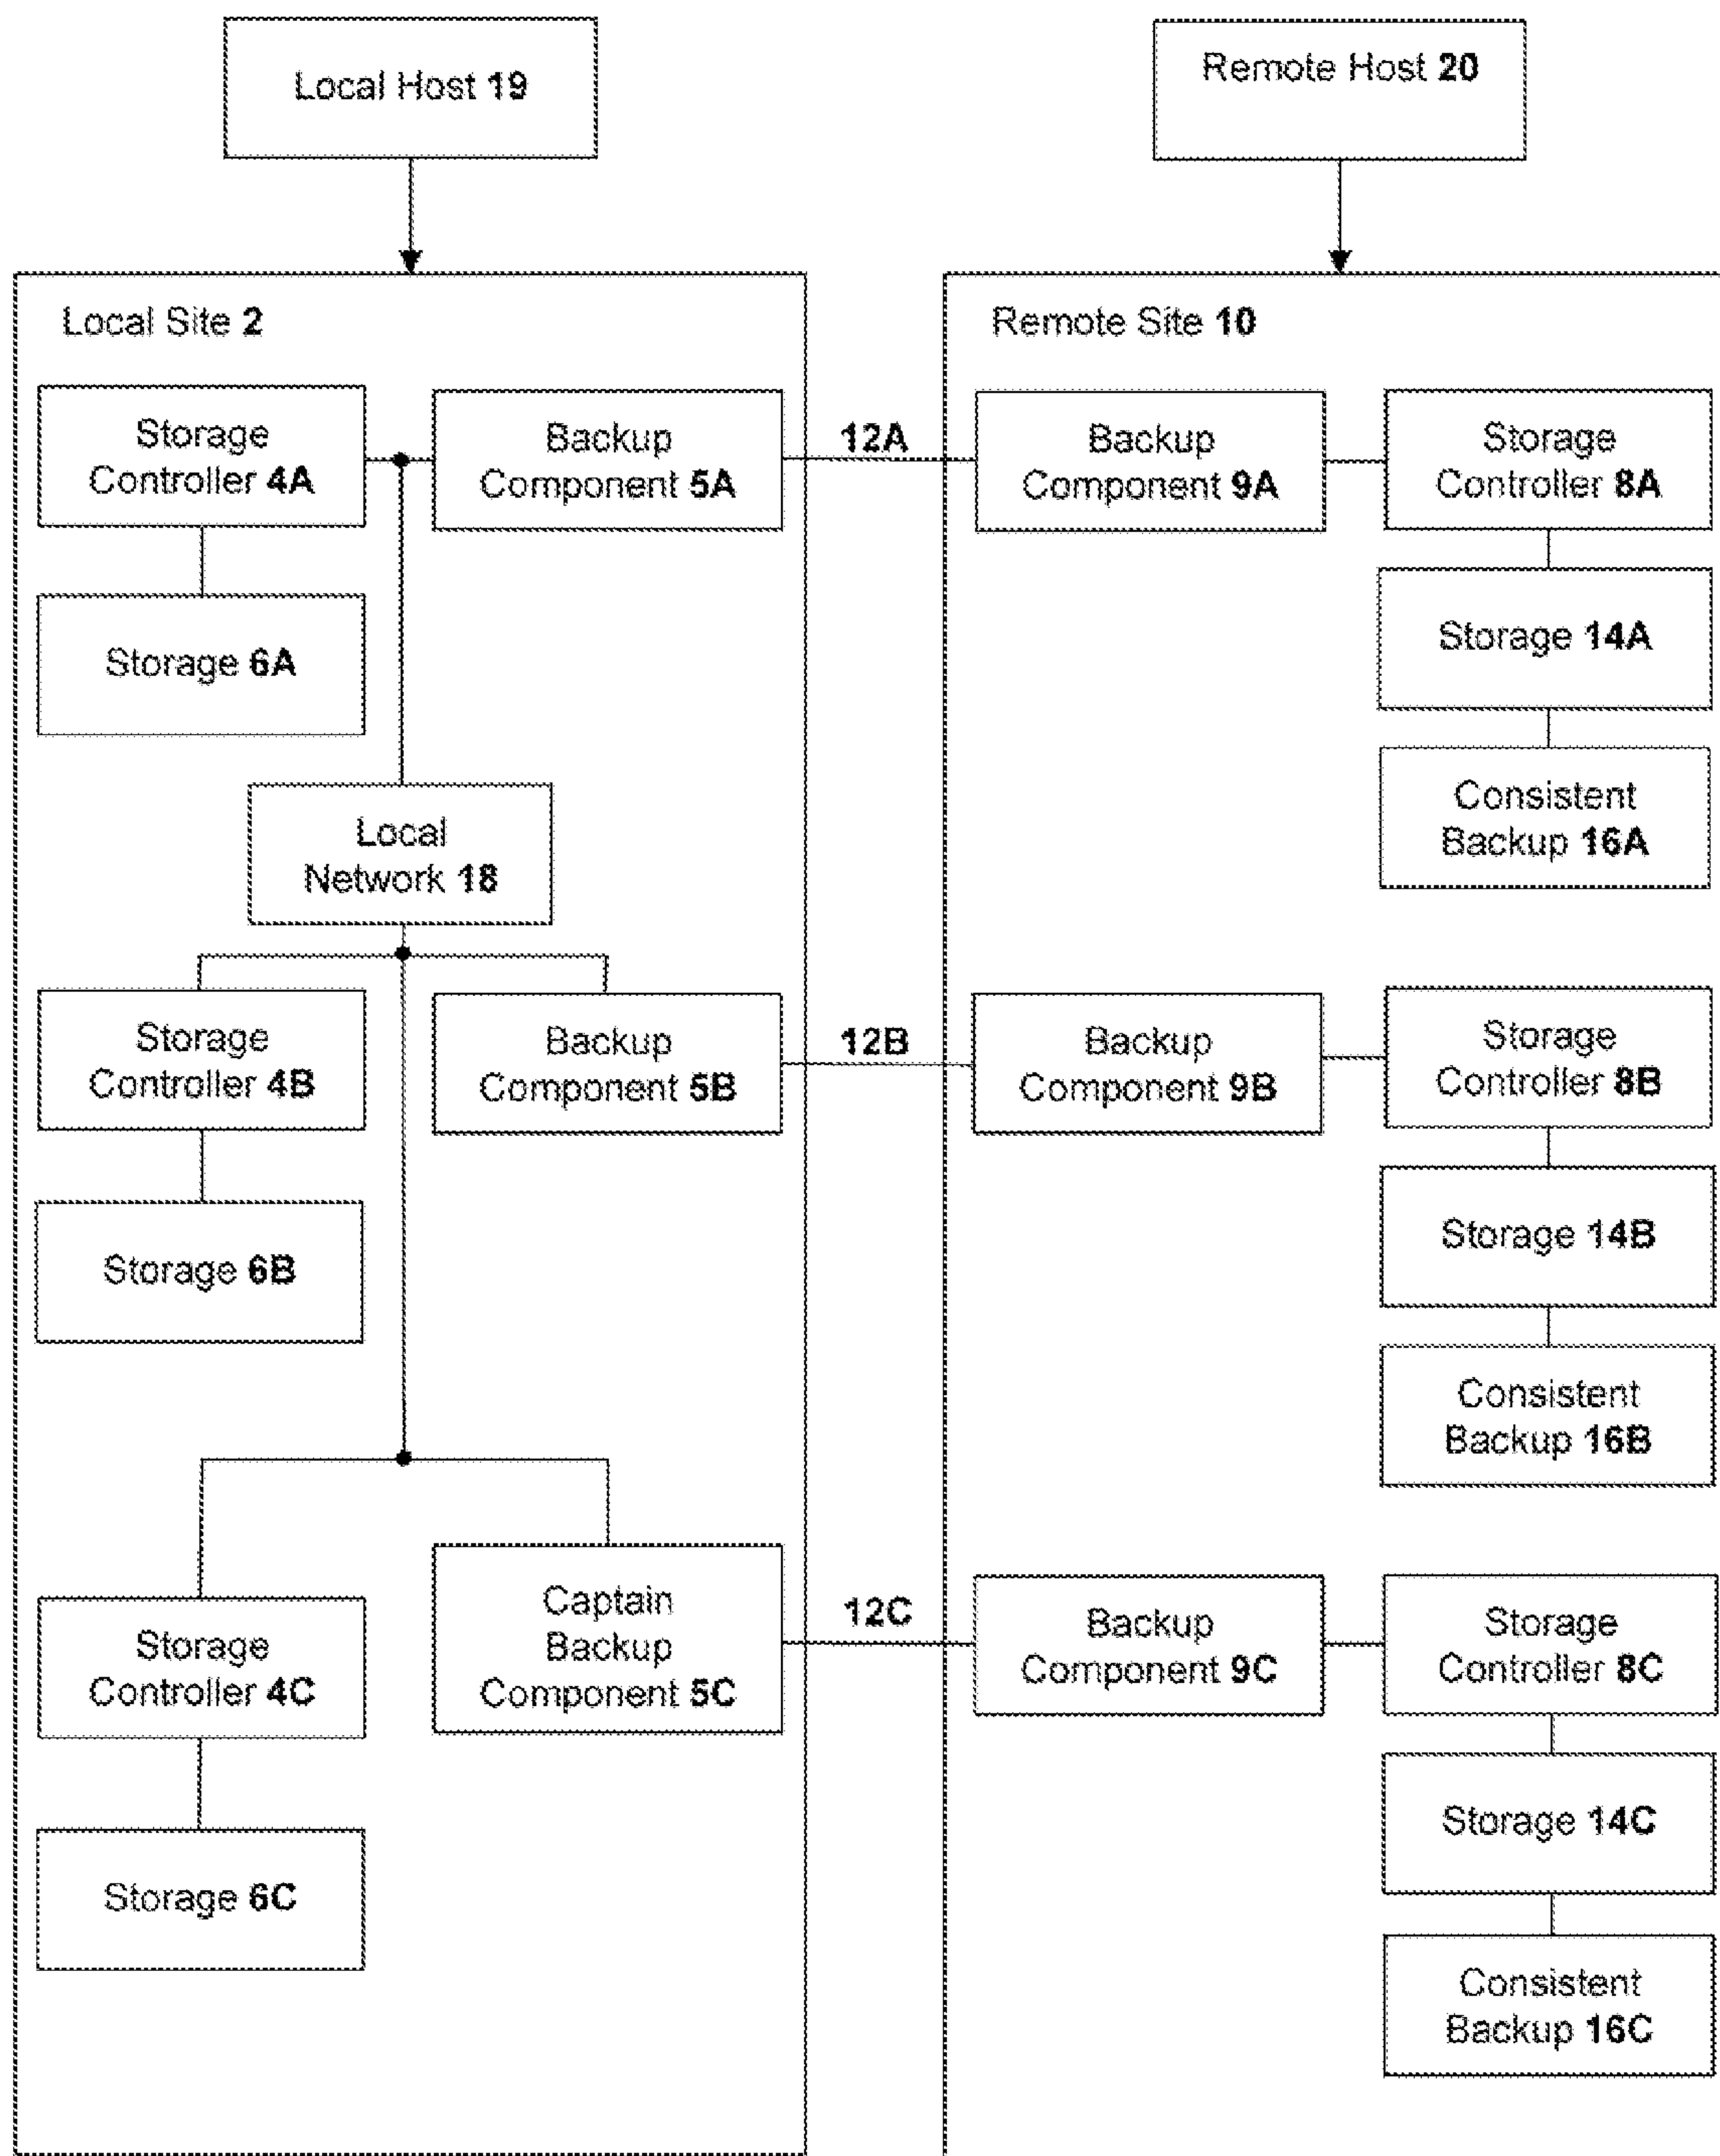 Local Host 19
Remote Host 20
Local Site 2
Storage
Controller 4A
Backup
Component 5A
Storage 6A
Local
Network 18
Storage
Controller 4B
Backup
Component 5B
Storage 6B
Storage
Controller 4C
Captain
Backup
Component 5C
Storage 6C
12A
12B
12C
Remote Site 10
Backup
Component 9A
Storage
Controller 8A
Storage 14A
Consistent
Backup 16A
Backup
Component 9B
Storage
Controller 8B
Storage 14B
Consistent
Backup 16B
Backup
Component 9C
Storage
Controller 8C
Storage 14C
Consistent
Backup 16C